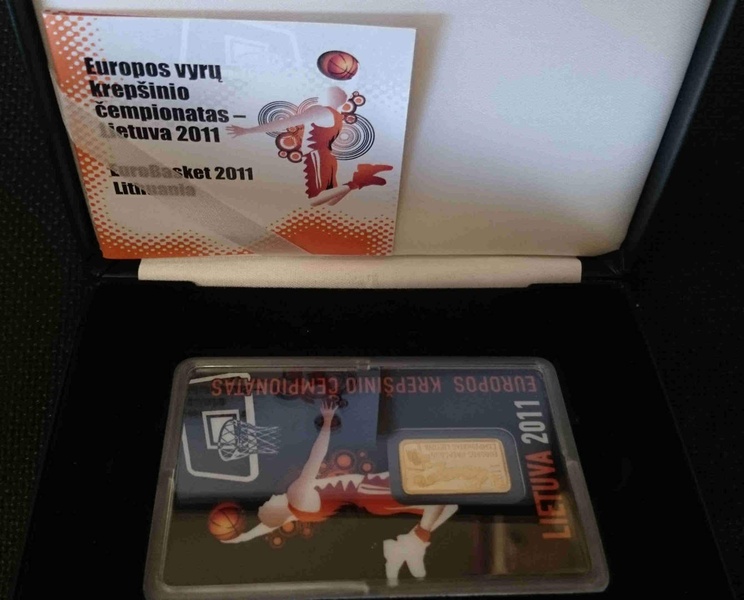 Europos vyrų
krepšinio
čempionatas –
Lietuva 2011
EuroBasket 2011
Lithuania
EUROPOS KREPŠINIO ČEMPIONATAS
LIETUVA 2011